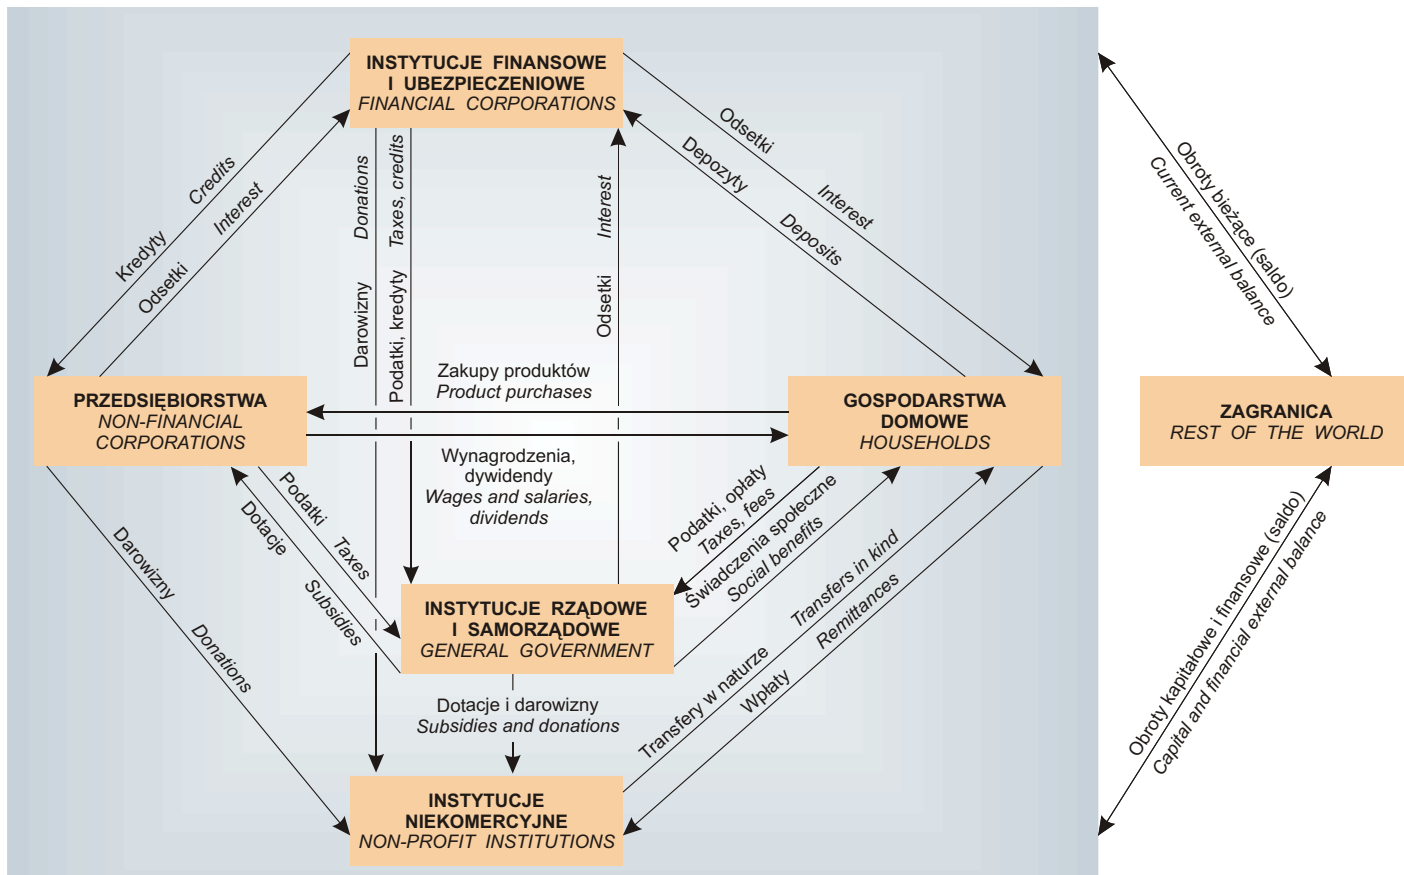 INSTYTUCJE FINANSOWE
I UBEZPIECZENIOWE
FINANCIAL CORPORATIONS
Kredyty Credits
Odsetki Interest
Darowizny Donations
Podatki, kredyty Taxes, credits
Odsetki Interest
Odsetki Interest
Depozyty Deposits
Obroty bieżące (saldo)
Current external balance
PRZEDSIĘBIORSTWA
NON-FINANCIAL
CORPORATIONS
Zakupy produktów
Product purchases
Wynagrodzenia,
dywidendy
Wages and salaries,
dividends
GOSPODARSTWA
DOMOWE
HOUSEHOLDS
ZAGRANICA
REST OF THE WORLD
Podatki Taxes
Dotacje Subsidies
Darowizny Donations
Podatki, opłaty
Taxes, fees
Świadczenia społeczne
Social benefits
Transfery w naturze Transfers in kind
Wpłaty Remittances
Obroty kapitałowe i finansowe (saldo)
Capital and financial external balance
INSTYTUCJE RZĄDOWE
I SAMORZĄDOWE
GENERAL GOVERNMENT
Dotacje i darowizny
Subsidies and donations
INSTYTUCJE
NIEKOMERCYJNE
NON-PROFIT INSTITUTIONS